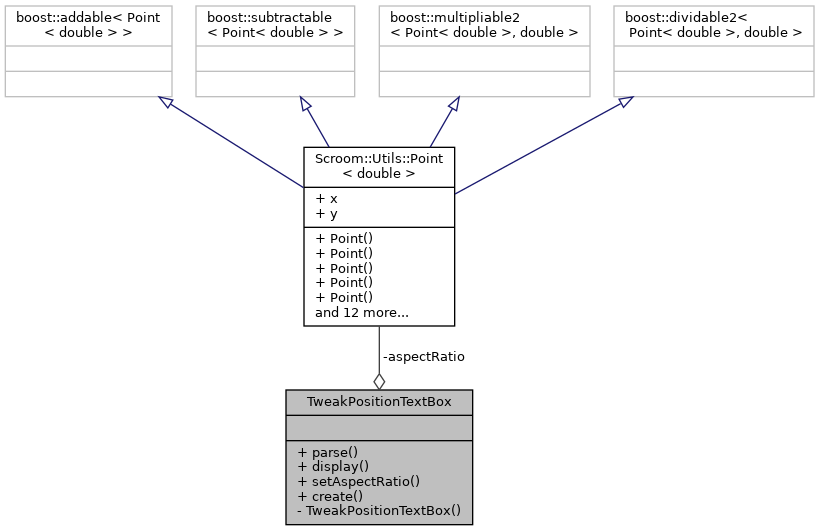 boost::addable< Point
< double > >
boost::subtractable
< Point< double > >
boost::multipliable2
< Point< double >, double >
boost::dividable2<
Point< double >, double >
Scroom::Utils::Point
< double >
+ x
+ y
+ Point()
+ Point()
+ Point()
+ Point()
+ Point()
and 12 more...
-aspectRatio
TweakPositionTextBox
+ parse()
+ display()
+ setAspectRatio()
+ create()
- TweakPositionTextBox()